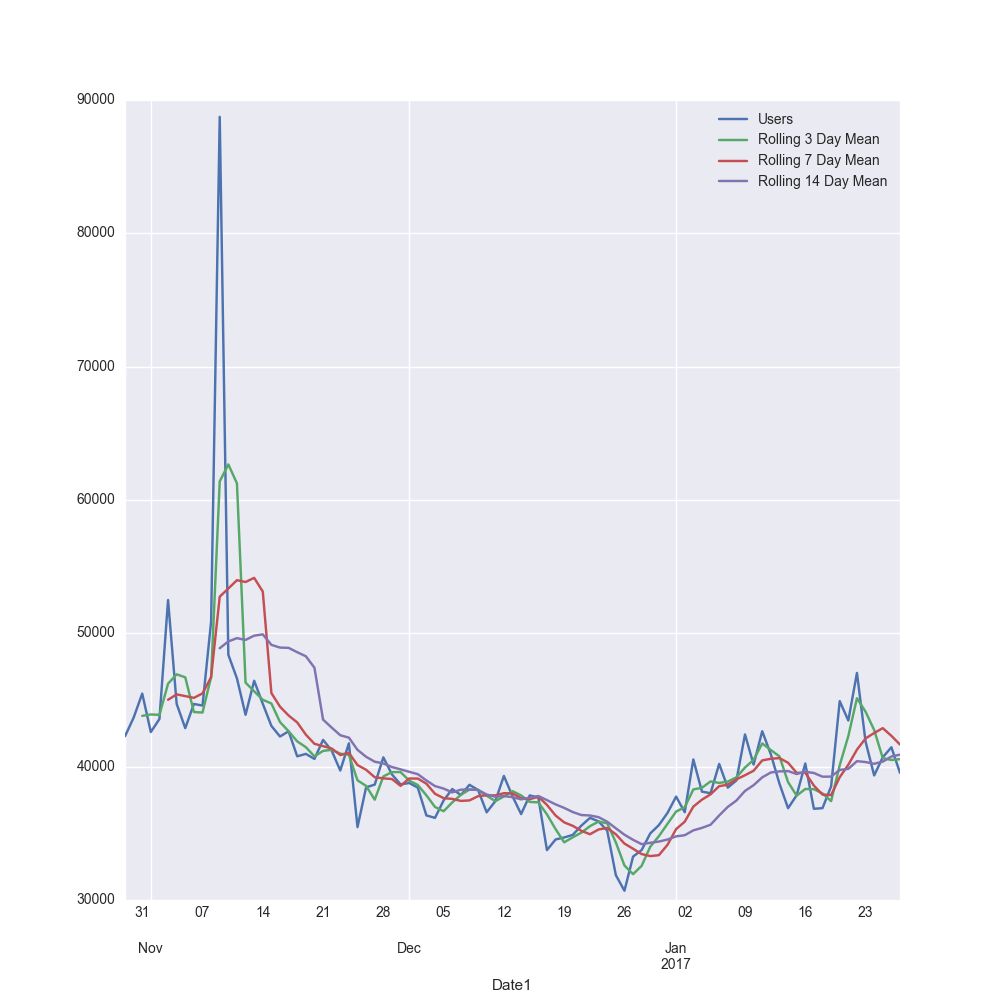 90000
80000
70000
60000
50000
40000
30000
Users
Rolling 3 Day Mean
Rolling 7 Day Mean
Rolling 14 Day Mean
31 07 14 21 28 05 12 19 26 02 09 16 23
Nov Dec Jan
2017
Date1